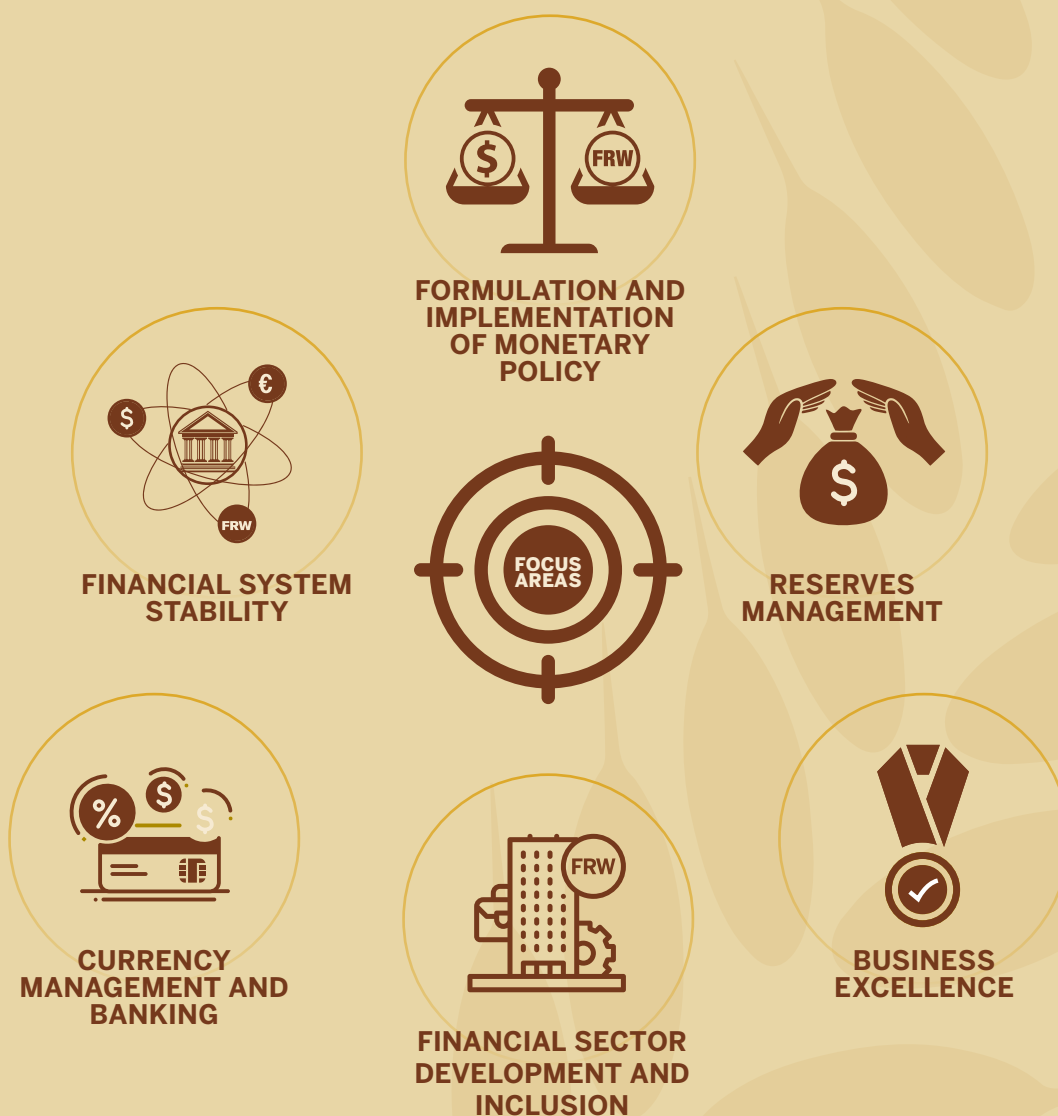 $
FRW
FORMULATION AND
IMPLEMENTATION
OF MONETARY
POLICY
$
€
FRW
FINANCIAL SYSTEM
STABILITY
FOCUS
AREAS
$
RESERVES
MANAGEMENT
%
$
$
CURRENCY
MANAGEMENT AND
BANKING
FRW
FINANCIAL SECTOR
DEVELOPMENT AND
INCLUSION
BUSINESS
EXCELLENCE